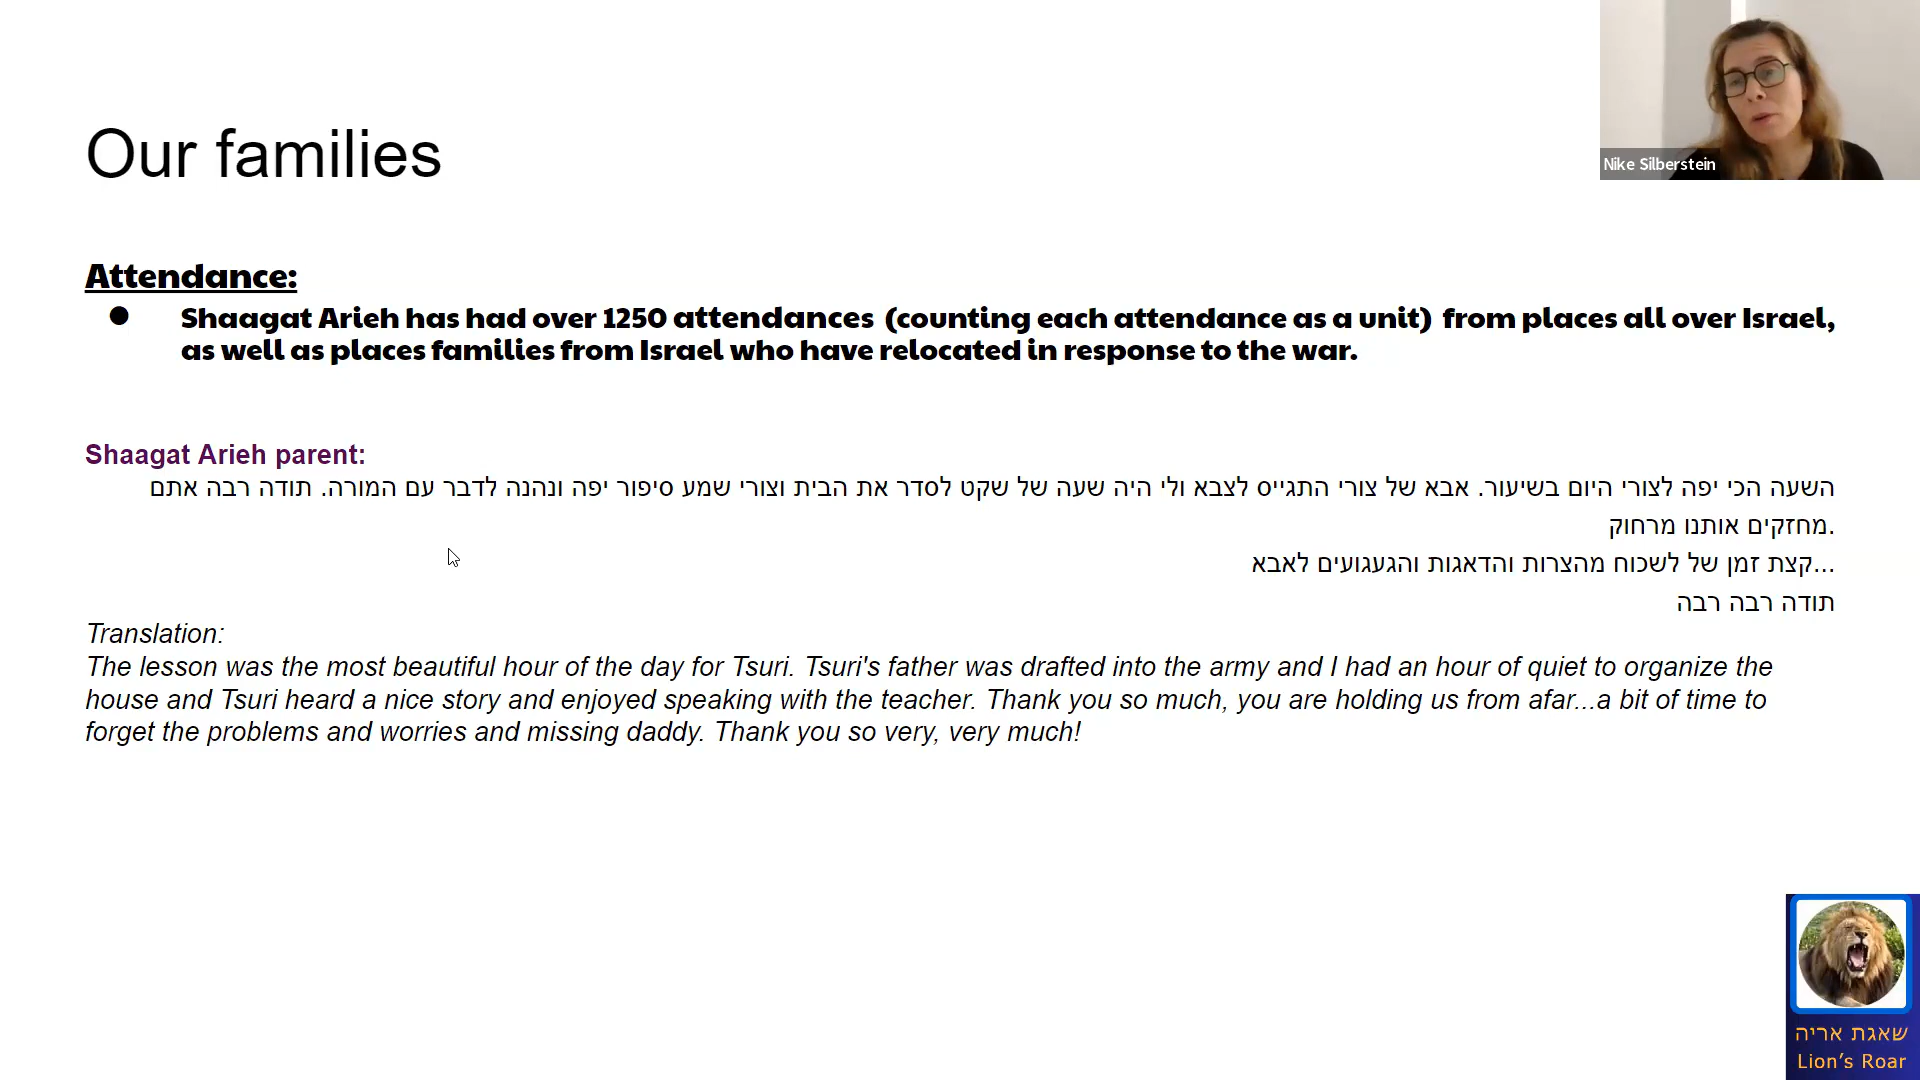 Nike Silberstein
Our families
Attendance:
● Shaagat Arieh has had over 1250 attendances (counting each attendance as a unit) from places all over Israel,
as well as places families from Israel who have relocated in response to the war.
Shaagat Arieh parent:
השעה הכי יפה לצורי היום בשיעור. אבא של צורי התגייס לצבא ולי היה שעה של שקט לסדר את הבית וצורי שמע סיפור יפה ונהנה לדבר עם המורה. תודה רבה אתם
.מחזקים אותנו מרחוק
...קצת זמן של לשכוח מהצרות והדאגות והגעגועים לאבא
תודה רבה רבה
Translation:
The lesson was the most beautiful hour of the day for Tsuri. Tsuri's father was drafted into the army and I had an hour of quiet to organize the
house and Tsuri heard a nice story and enjoyed speaking with the teacher. Thank you so much, you are holding us from afar...a bit of time to
forget the problems and worries and missing daddy. Thank you so very, very much!
שאגת אריה
Lion's Roar